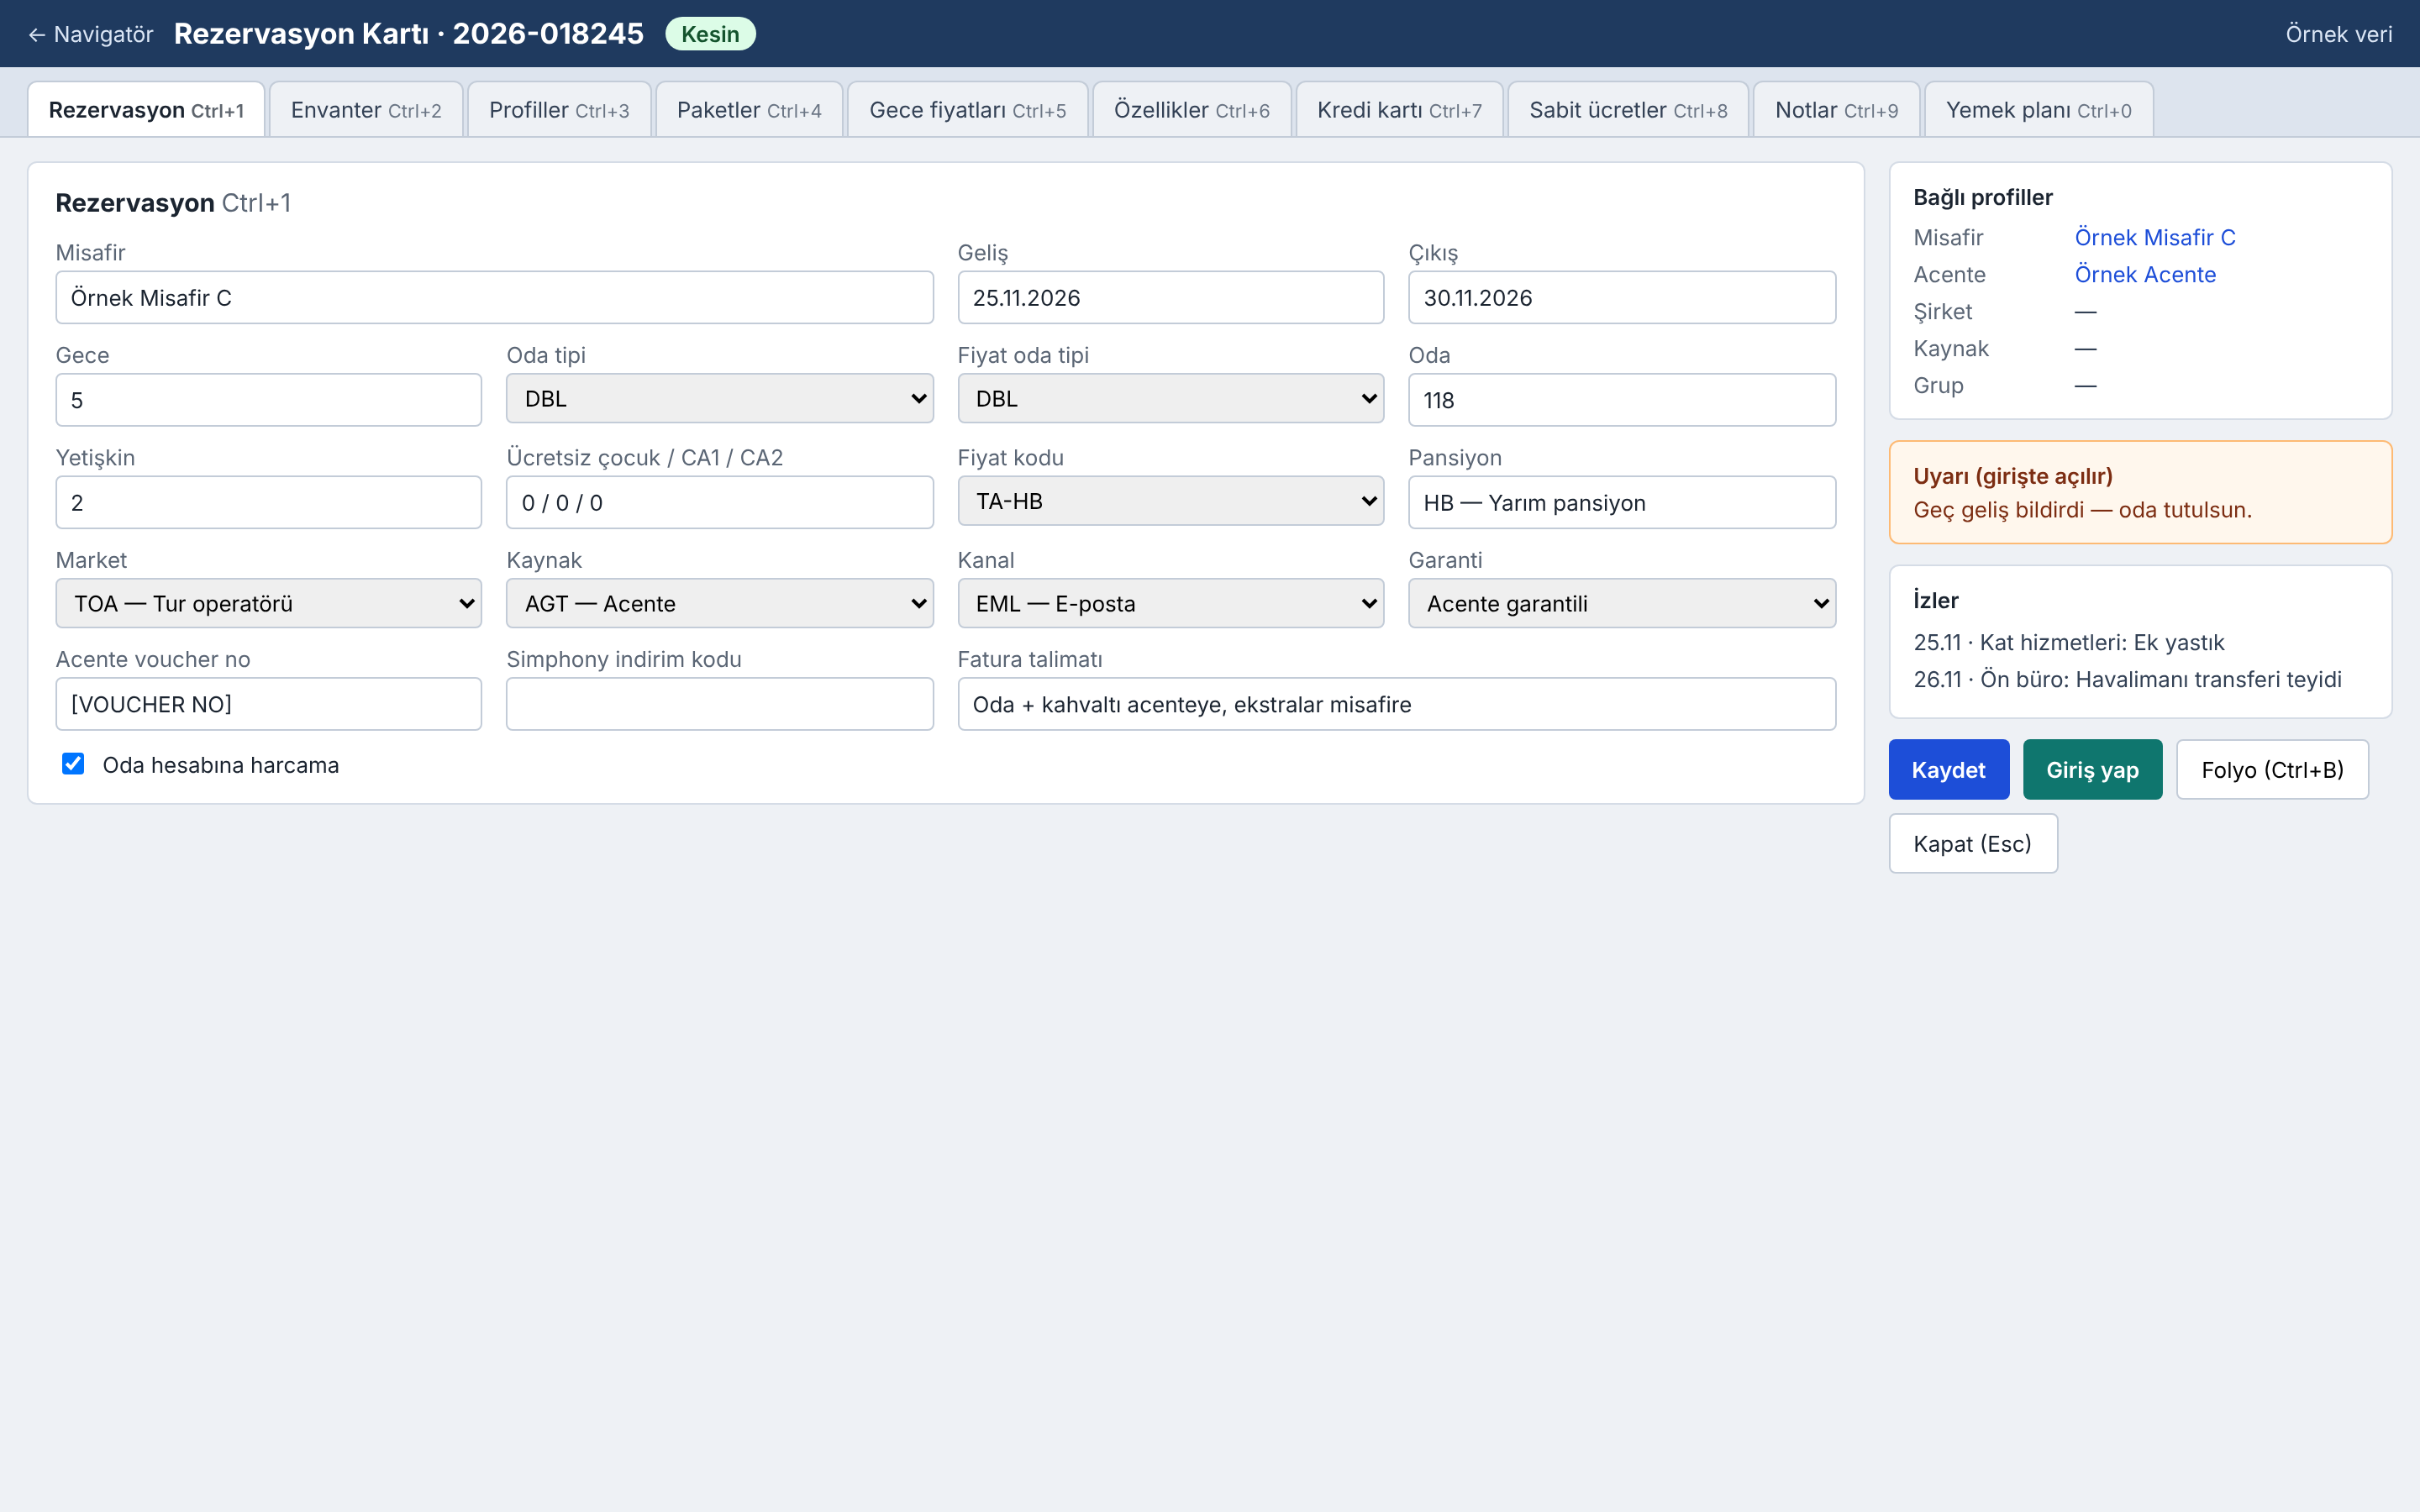 ← Navigatör Rezervasyon Kartı · 2026-018245 Kesin Örnek veri
Rezervasyon Ctrl+1 Envanter Ctrl+2 Profiller Ctrl+3 Paketler Ctrl+4 Gece fiyatları Ctrl+5 Özellikler Ctrl+6 Kredi kartı Ctrl+7 Sabit ücretler Ctrl+8 Notlar Ctrl+9 Yemek planı Ctrl+0
Rezervasyon Ctrl+1
Misafir Geliş Çıkış
Örnek Misafir C 25.11.2026 30.11.2026
Gece Oda tipi Fiyat oda tipi Oda
5 DBL DBL 118
Yetişkin Ücretsiz çocuk / CA1 / CA2 Fiyat kodu Pansiyon
2 0 / 0 / 0 TA-HB HB — Yarım pansiyon
Market Kaynak Kanal Garanti
TOA — Tur operatörü AGT — Acente EML — E-posta Acente garantili
Acente voucher no Simphony indirim kodu Fatura talimatı
[VOUCHER NO] Oda + kahvaltı acenteye, ekstralar misafire
Oda hesabına harcama
Bağlı profiller
Misafir Örnek Misafir C
Acente Örnek Acente
Şirket —
Kaynak —
Grup —
Uyarı (girişte açılır)
Geç geliş bildirdi — oda tutulsun.
İzler
25.11 · Kat hizmetleri: Ek yastık
26.11 · Ön büro: Havalimanı transferi teyidi
Kaydet Giriş yap Folyo (Ctrl+B)
Kapat (Esc)